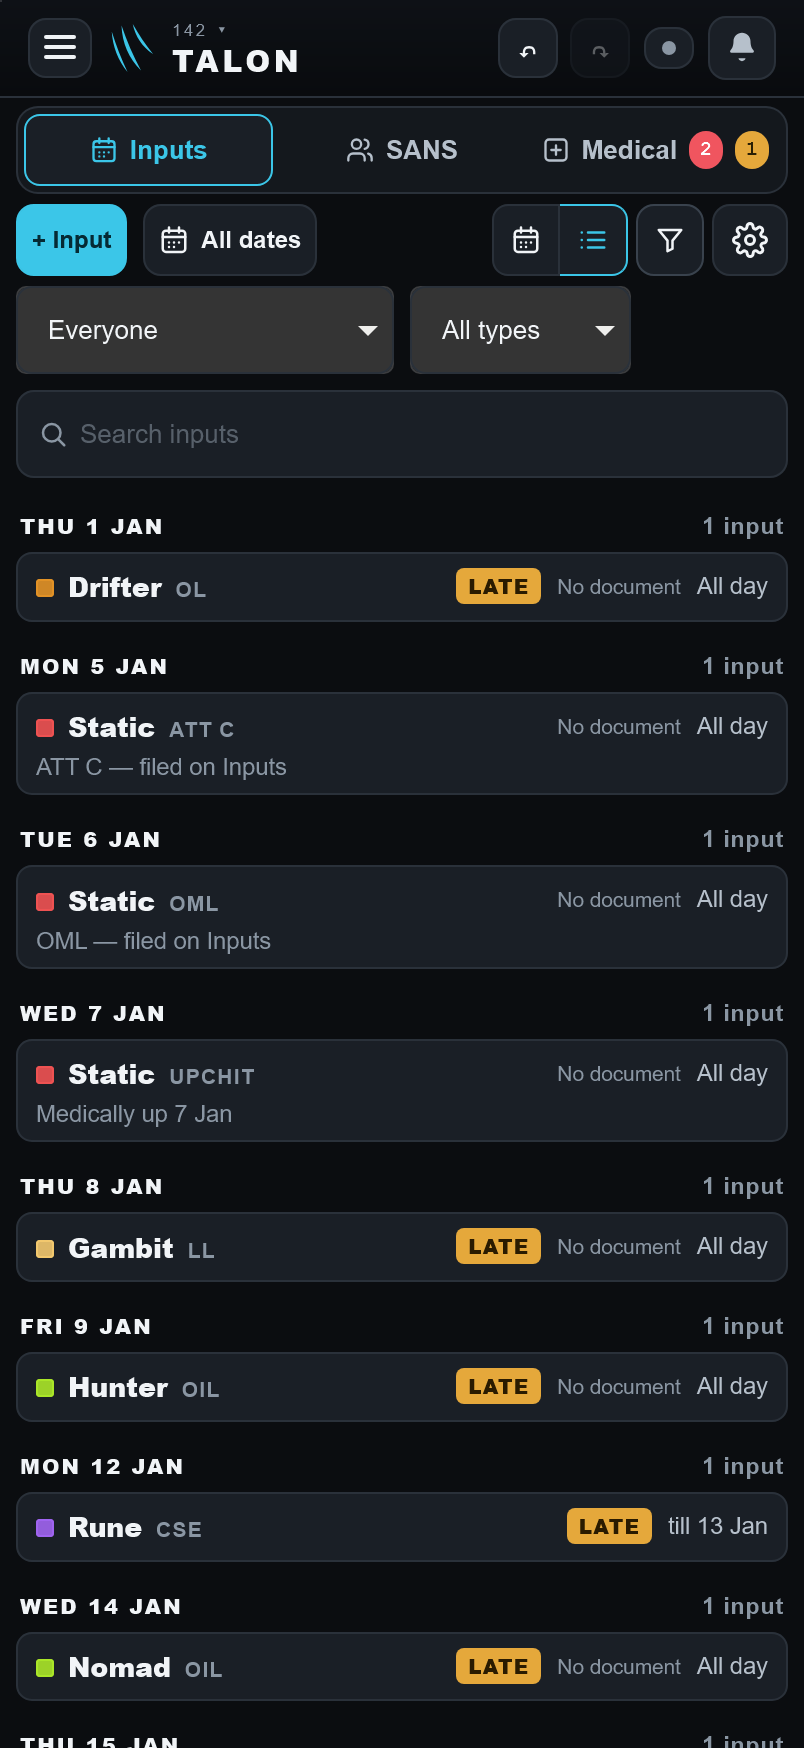 142 ▾
TALON
Inputs
SANS
Medical 2 1
+ Input
All dates
Everyone
All types
Search inputs
THU 1 JAN 1 input
Drifter OL LATE No document All day
MON 5 JAN 1 input
Static ATT C No document All day
ATT C — filed on Inputs
TUE 6 JAN 1 input
Static OML No document All day
OML — filed on Inputs
WED 7 JAN 1 input
Static UPCHIT No document All day
Medically up 7 Jan
THU 8 JAN 1 input
Gambit LL LATE No document All day
FRI 9 JAN 1 input
Hunter OIL LATE No document All day
MON 12 JAN 1 input
Rune CSE LATE till 13 Jan
WED 14 JAN 1 input
Nomad OIL LATE No document All day
THU 15 JAN 1 input